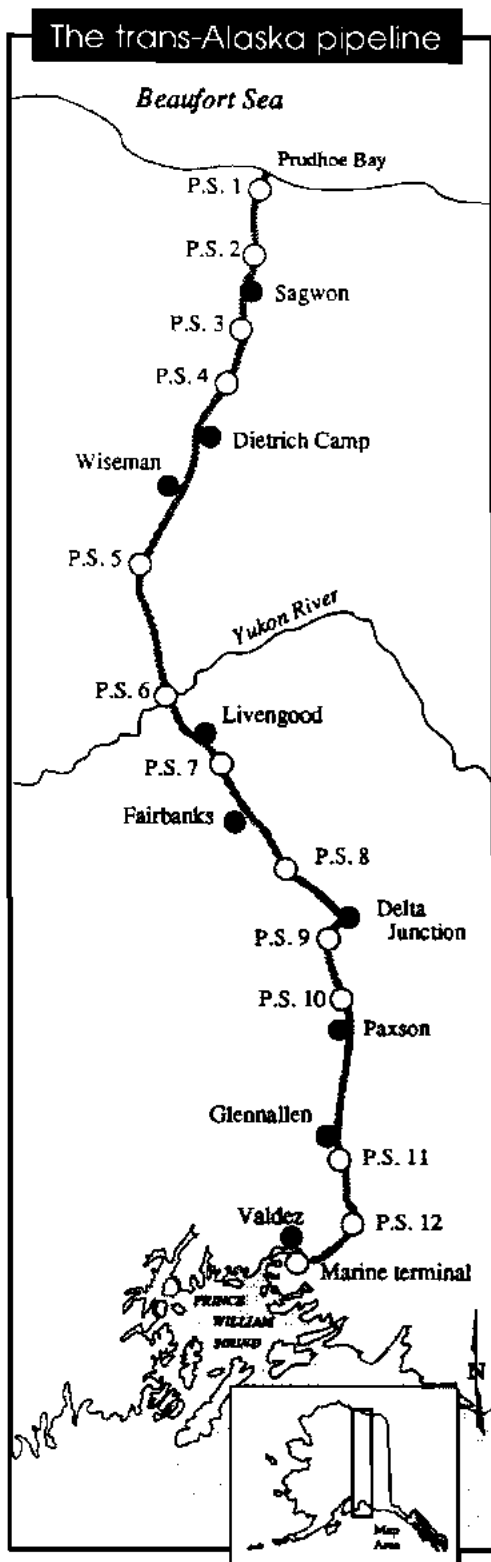 The trans-Alaska pipeline
Beaufort Sea
Prudhoe Bay
P.S. 1
P.S. 2
Sagwon
P.S. 3
P.S. 4
Dietrich Camp
Wiseman
P.S. 5
Yukon River
P.S. 6
Livengood
P.S. 7
Fairbanks
P.S. 8
Delta
Junction
P.S. 9
P.S. 10
Paxson
Glennallen
P.S. 11
P.S. 12
Valdez
Marine terminal
PRINCE
WILLIAM
SOUND
N
Map
Area